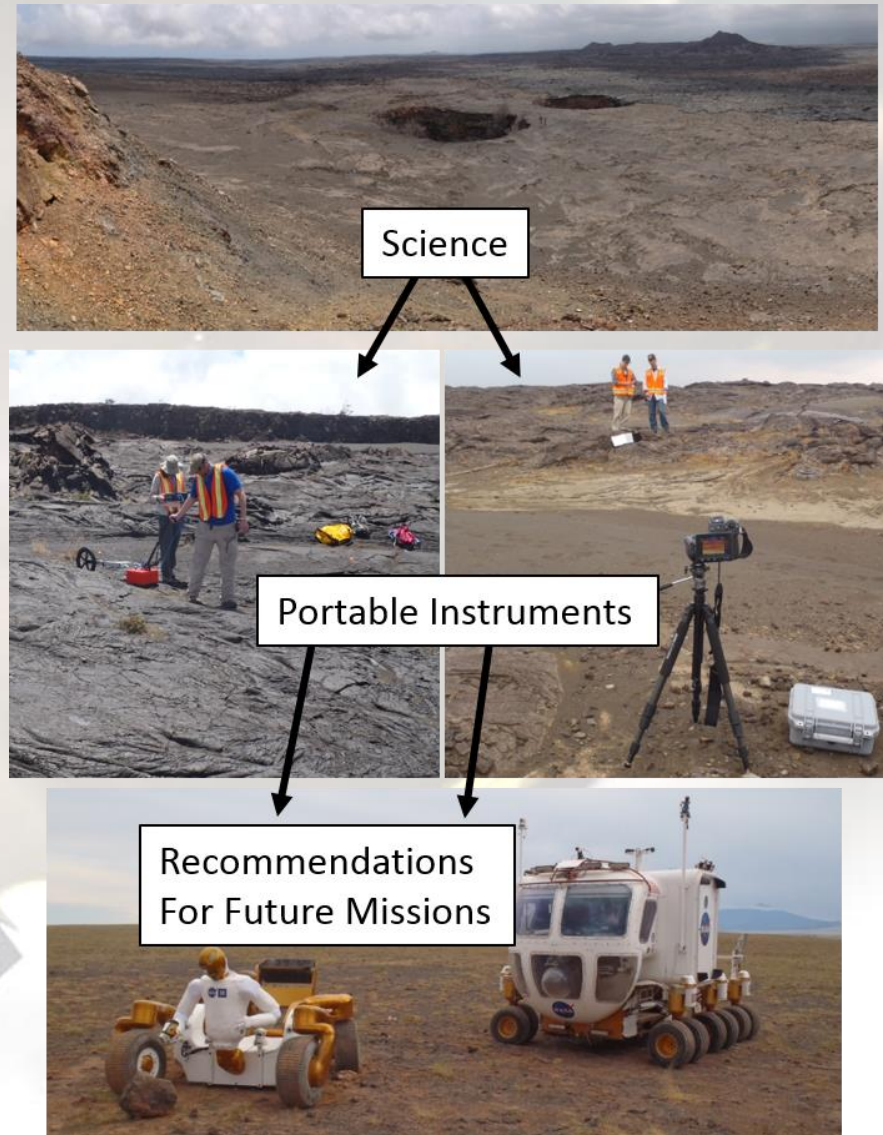 Science
Portable Instruments
Recommendations
For Future Missions